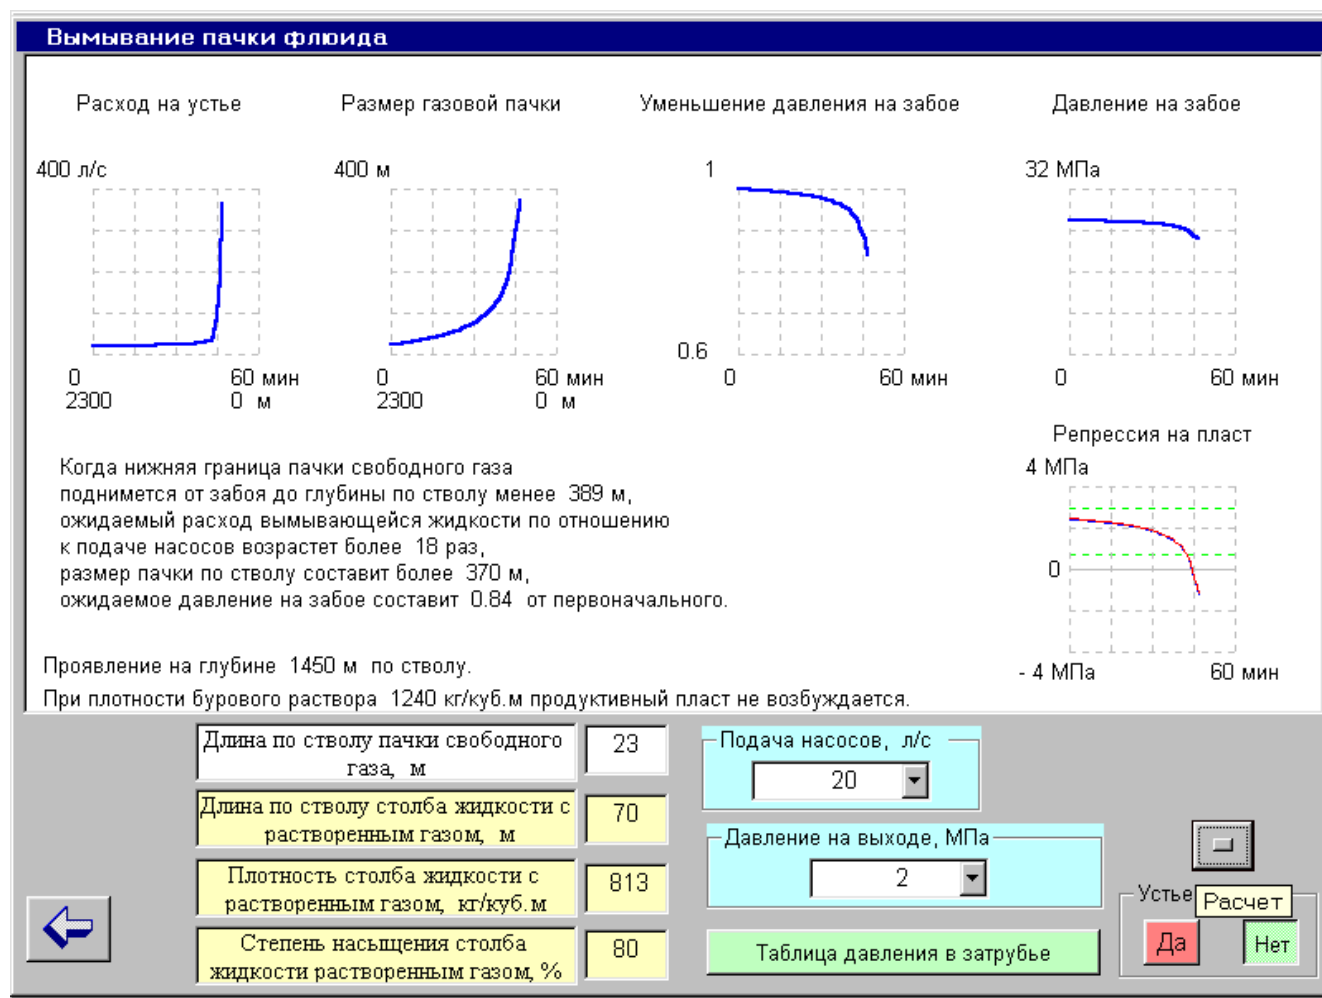 Вымывание пачки флюида
Расход на устье
Размер газовой пачки
Уменьшение давления на забое
Давление на забое
400 л/с
400 м
1
32 МПа
0.6
0
60 мин
0
60 мин
0
60 мин
0
60 мин
2300
0 м
2300
0 м
Репрессия на пласт
4 МПа
0
- 4 МПа
60 мин
Когда нижняя граница пачки свободного газа
поднимется от забоя до глубины по стволу менее 389 м,
ожидаемый расход вымывающейся жидкости по отношению
к подаче насосов возрастет более 18 раз,
размер пачки по стволу составит более 370 м,
ожидаемое давление на забое составит 0.84 от первоначального.
Проявление на глубине 1450 м по стволу.
При плотности бурового раствора 1240 кг/куб.м продуктивный пласт не возбуждается.
Длина по стволу пачки свободного
газа, м
23
Длина по стволу столба жидкости с
растворенным газом, м
70
Плотность столба жидкости с
растворенным газом, кг/куб.м
813
Степень насыщения столба
жидкости растворенным газом, %
80
Подача насосов, л/с
20
Давление на выходе, МПа
2
Таблица давления в затрубье
Устье
Расчет
Да
Нет